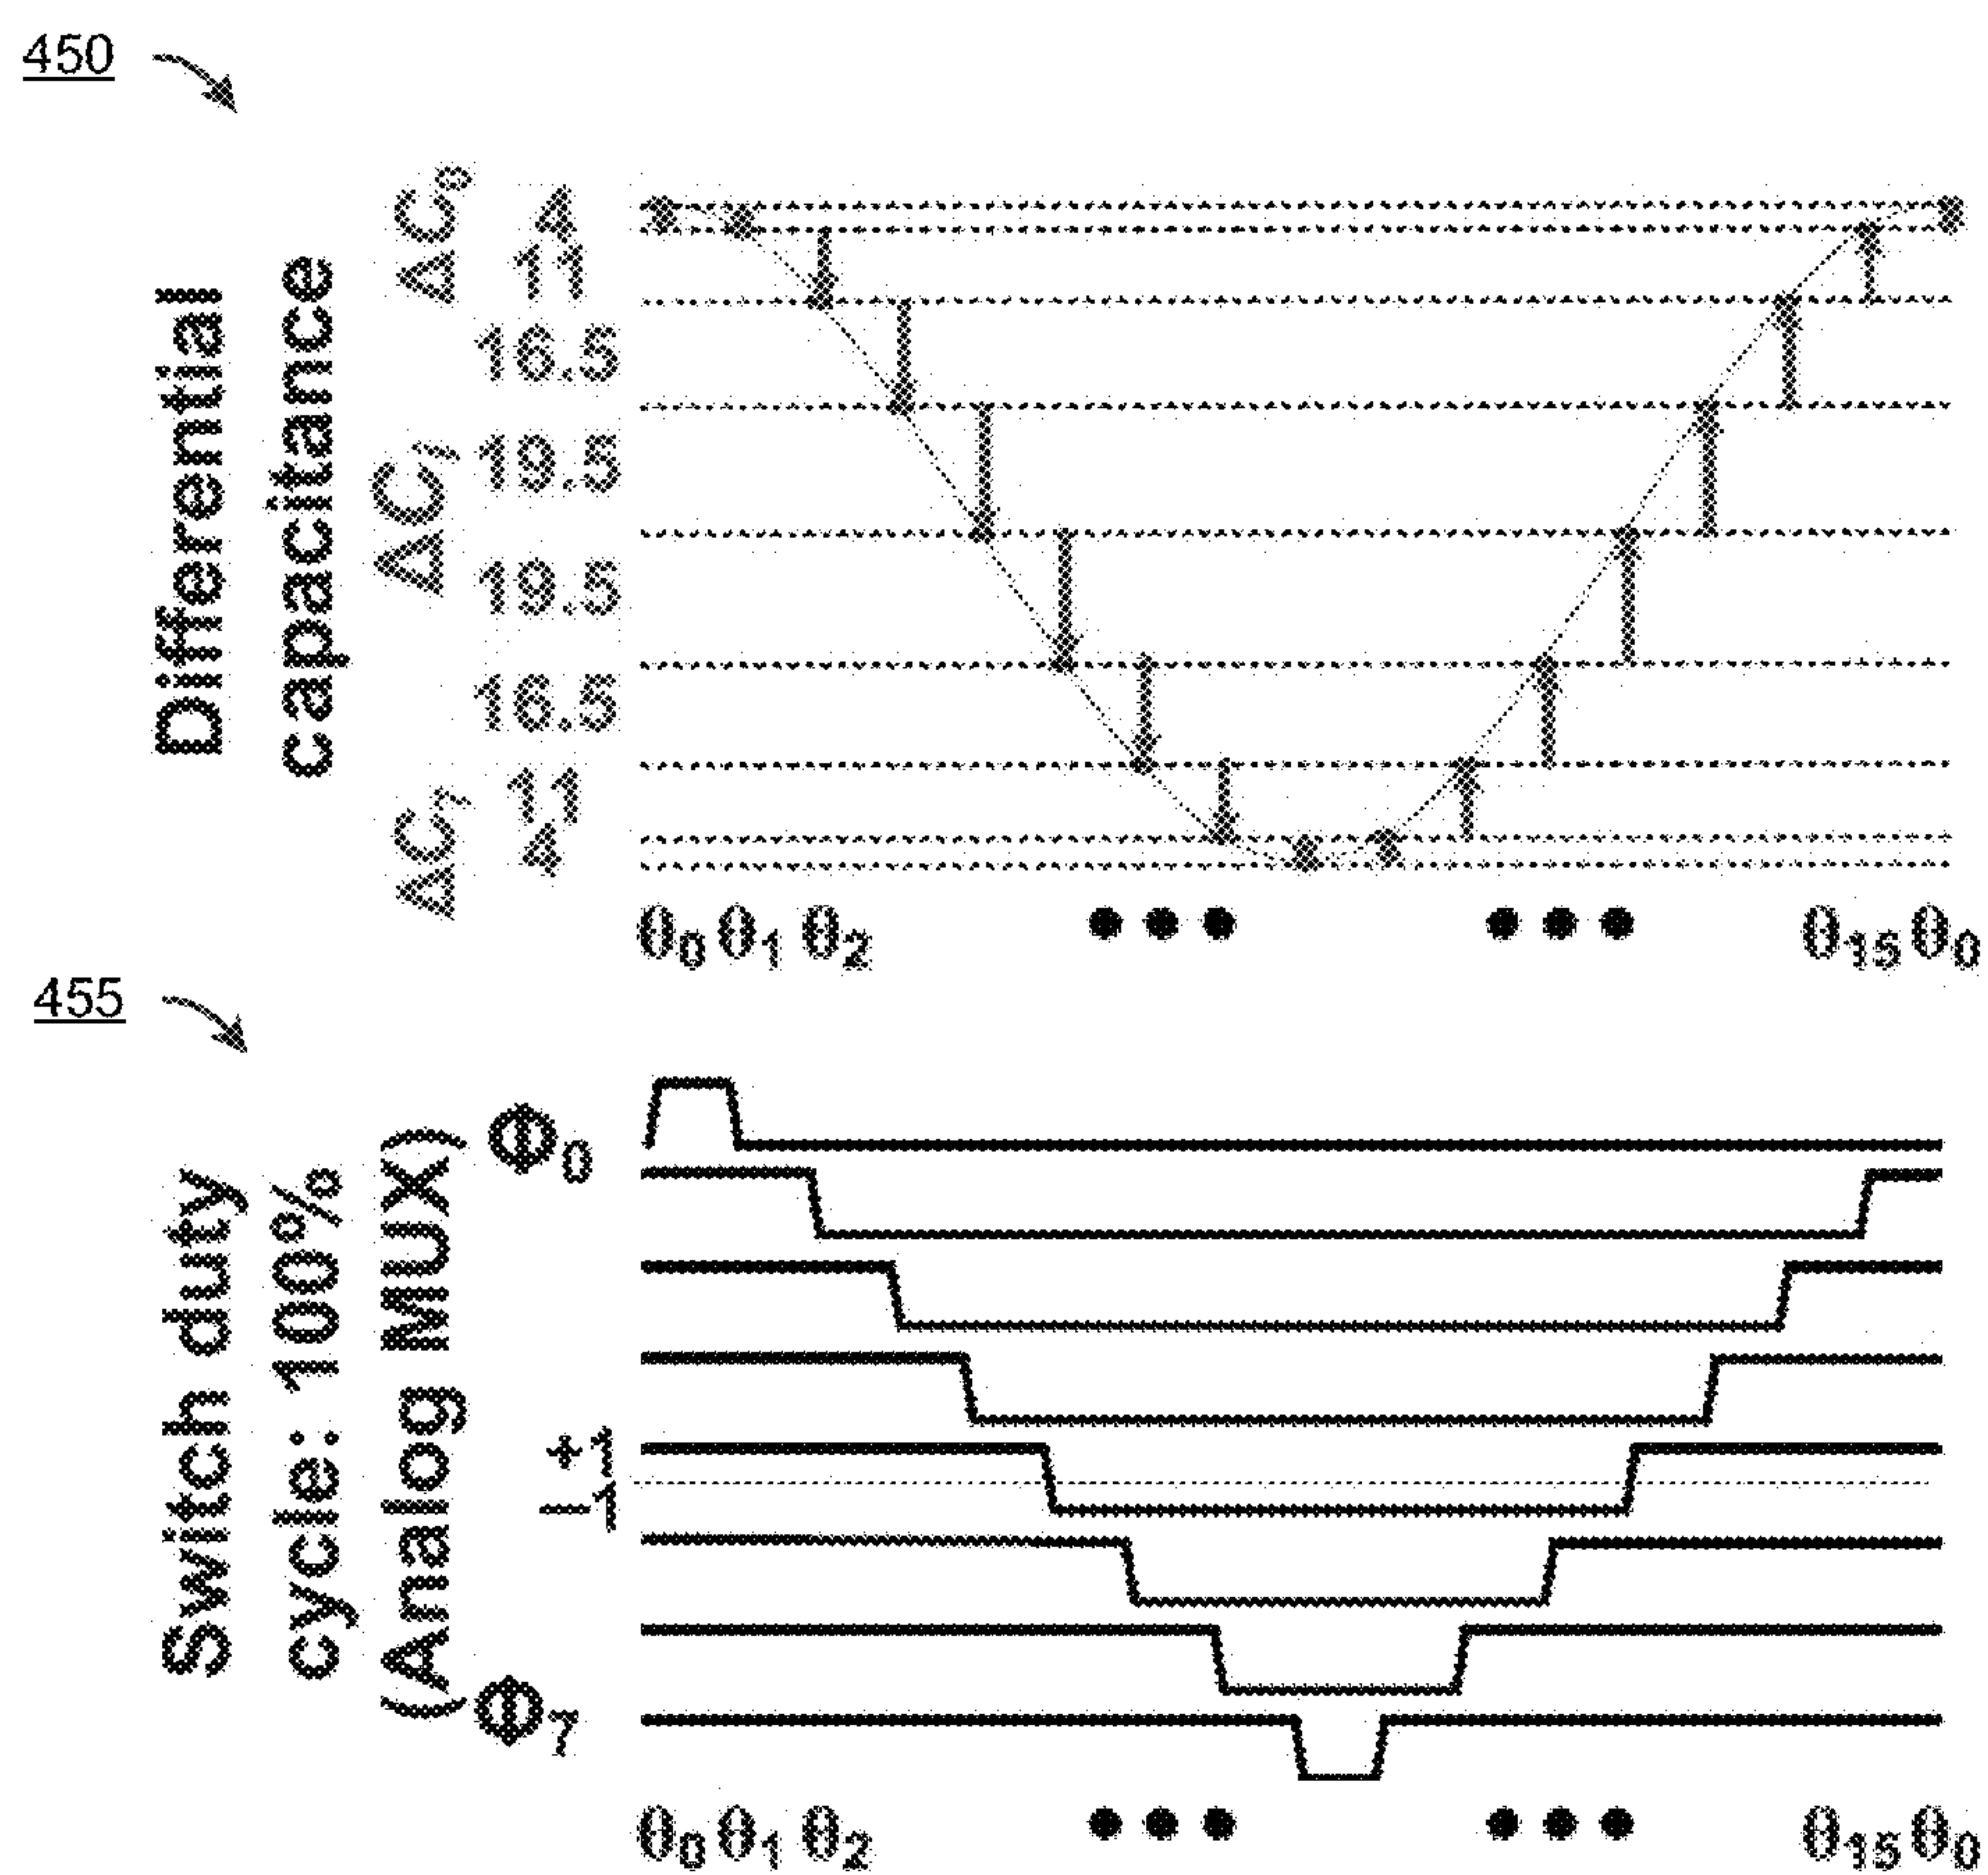 450
Differential
capacitance
ΔC₀
ΔCᵢ
ΔC₇
4
11
16.5
19.5
19.5
16.5
11
4
θ₀ θ₁ θ₂ ••• ••• θ₁₅ θ₀
455
Switch duty
cycle: 100%
(Analog MUX)
Φ₀
+1
−1
Φ₇
θ₀ θ₁ θ₂ ••• ••• θ₁₅ θ₀